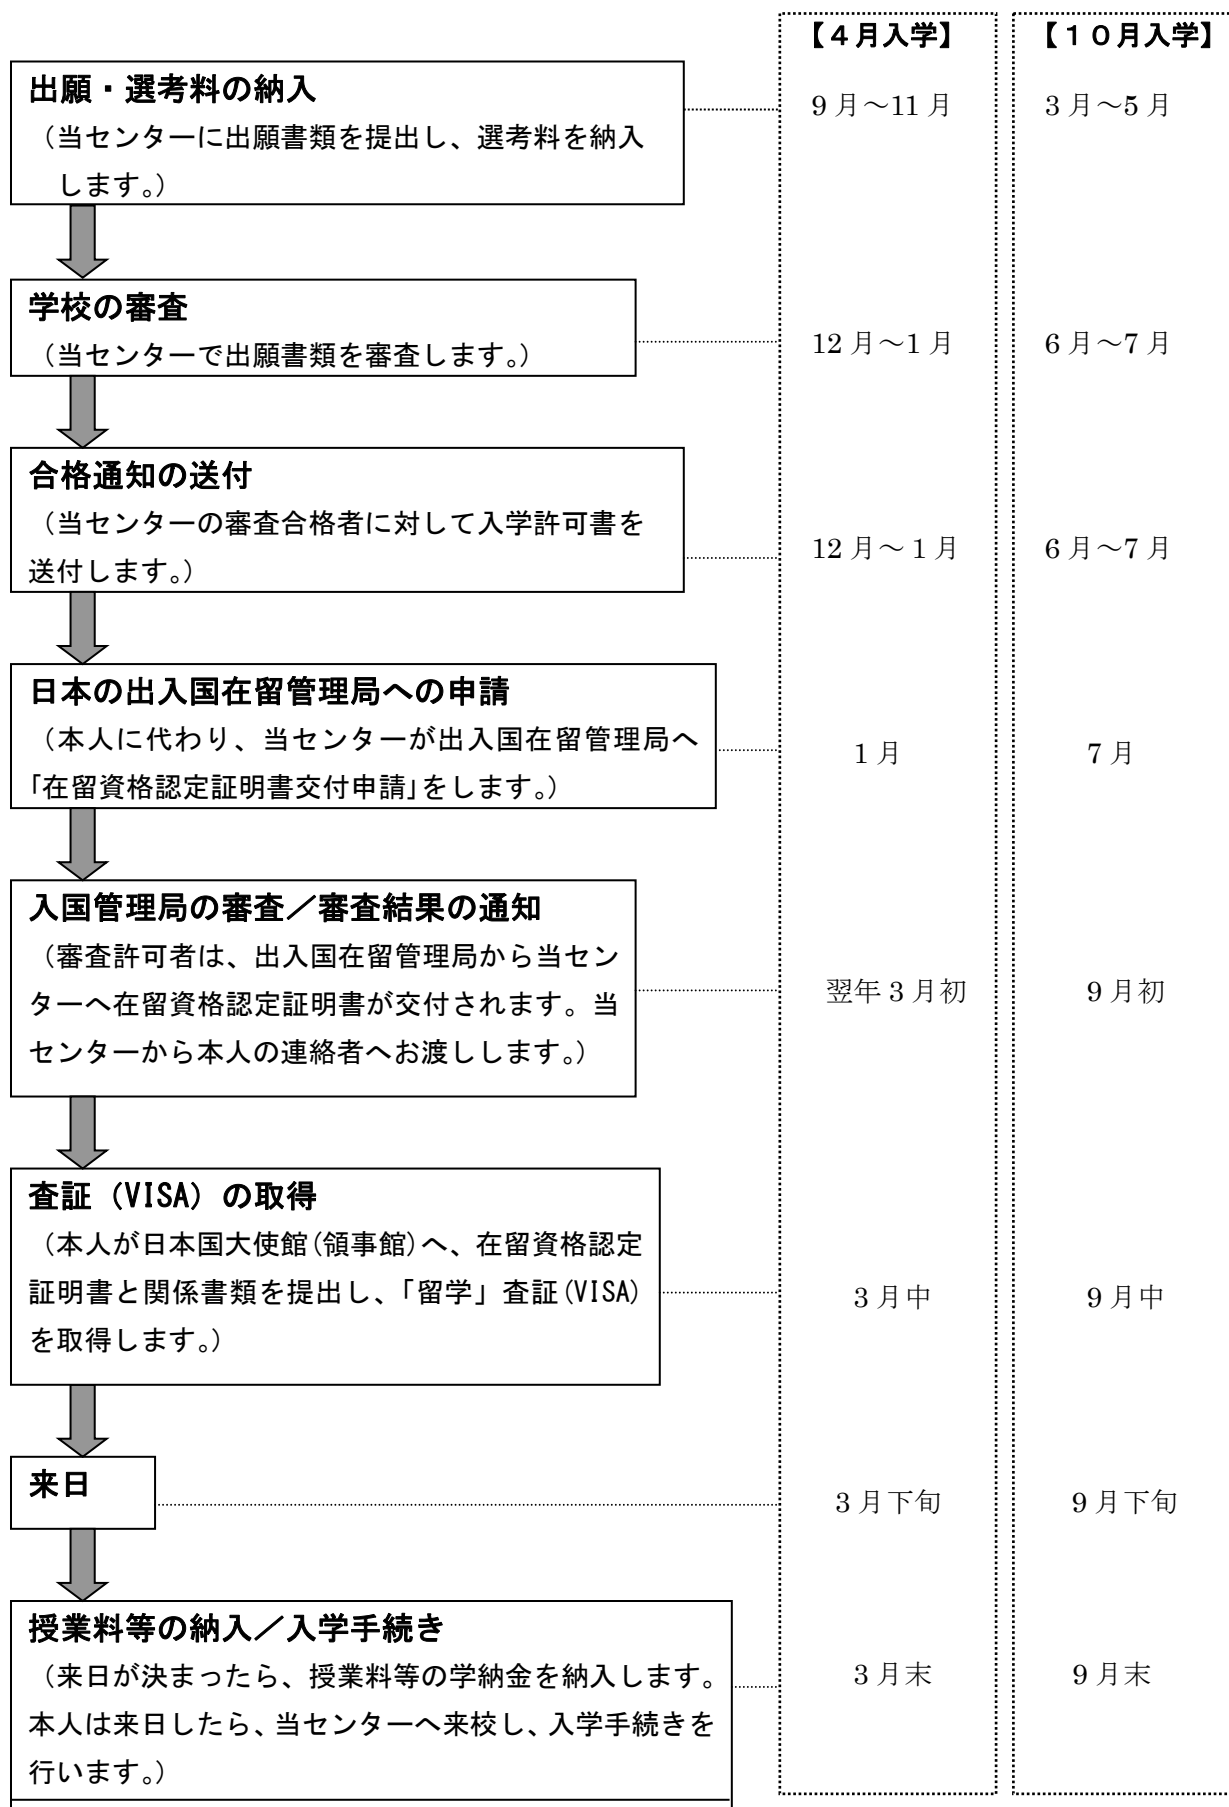 【４月入学】 【１０月入学】
出願・選考料の納入
（当センターに出願書類を提出し、選考料を納入
します。）
9月～11月 3月～5月
学校の審査
（当センターで出願書類を審査します。）
12月～1月 6月～7月
合格通知の送付
（当センターの審査合格者に対して入学許可書を
送付します。）
12月～1月 6月～7月
日本の出入国在留管理局への申請
（本人に代わり、当センターが出入国在留管理局へ
「在留資格認定証明書交付申請」をします。）
1月 7月
入国管理局の審査／審査結果の通知
（審査許可者は、出入国在留管理局から当セン
ターへ在留資格認定証明書が交付されます。当
センターから本人の連絡者へお渡しします。）
翌年3月初 9月初
査証（VISA）の取得
（本人が日本国大使館(領事館)へ、在留資格認定
証明書と関係書類を提出し、「留学」査証(VISA)
を取得します。）
3月中 9月中
来日
3月下旬 9月下旬
授業料等の納入／入学手続き
（来日が決まったら、授業料等の学納金を納入します。
本人は来日したら、当センターへ来校し、入学手続きを
行います。）
3月末 9月末